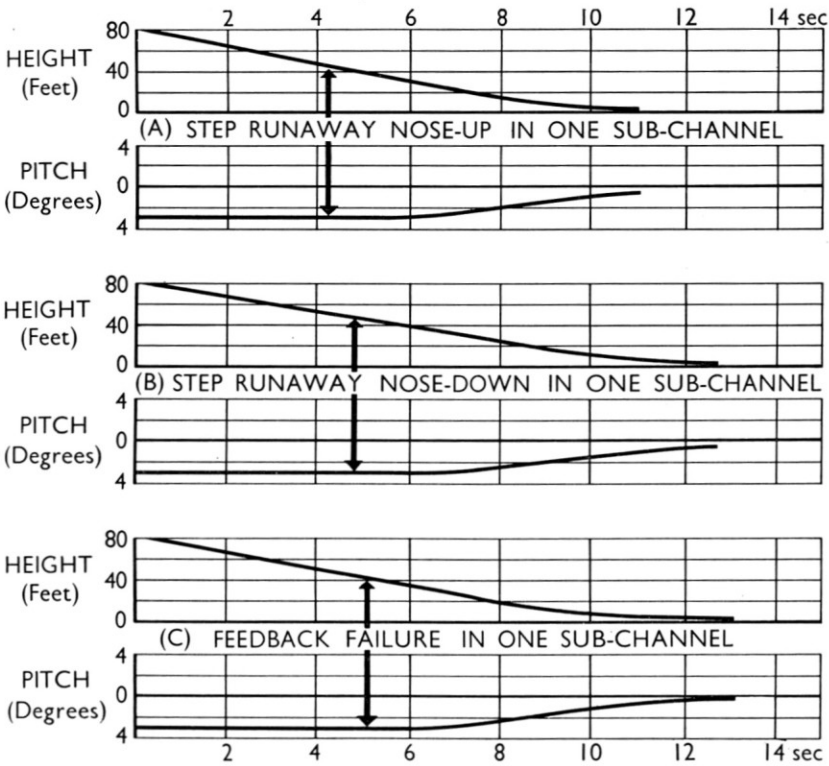 2 4 6 8 10 12 14 sec
80
HEIGHT 40
(Feet)
0
(A) STEP RUNAWAY NOSE-UP IN ONE SUB-CHANNEL
4
PITCH 0
(Degrees)
4
80
HEIGHT
(Feet) 40
0
(B) STEP RUNAWAY NOSE-DOWN IN ONE SUB-CHANNEL
4
PITCH 0
(Degrees)
4
80
HEIGHT
(Feet) 40
0
(C) FEEDBACK FAILURE IN ONE SUB-CHANNEL
4
PITCH 0
(Degrees)
4
2 4 6 8 10 12 14 sec